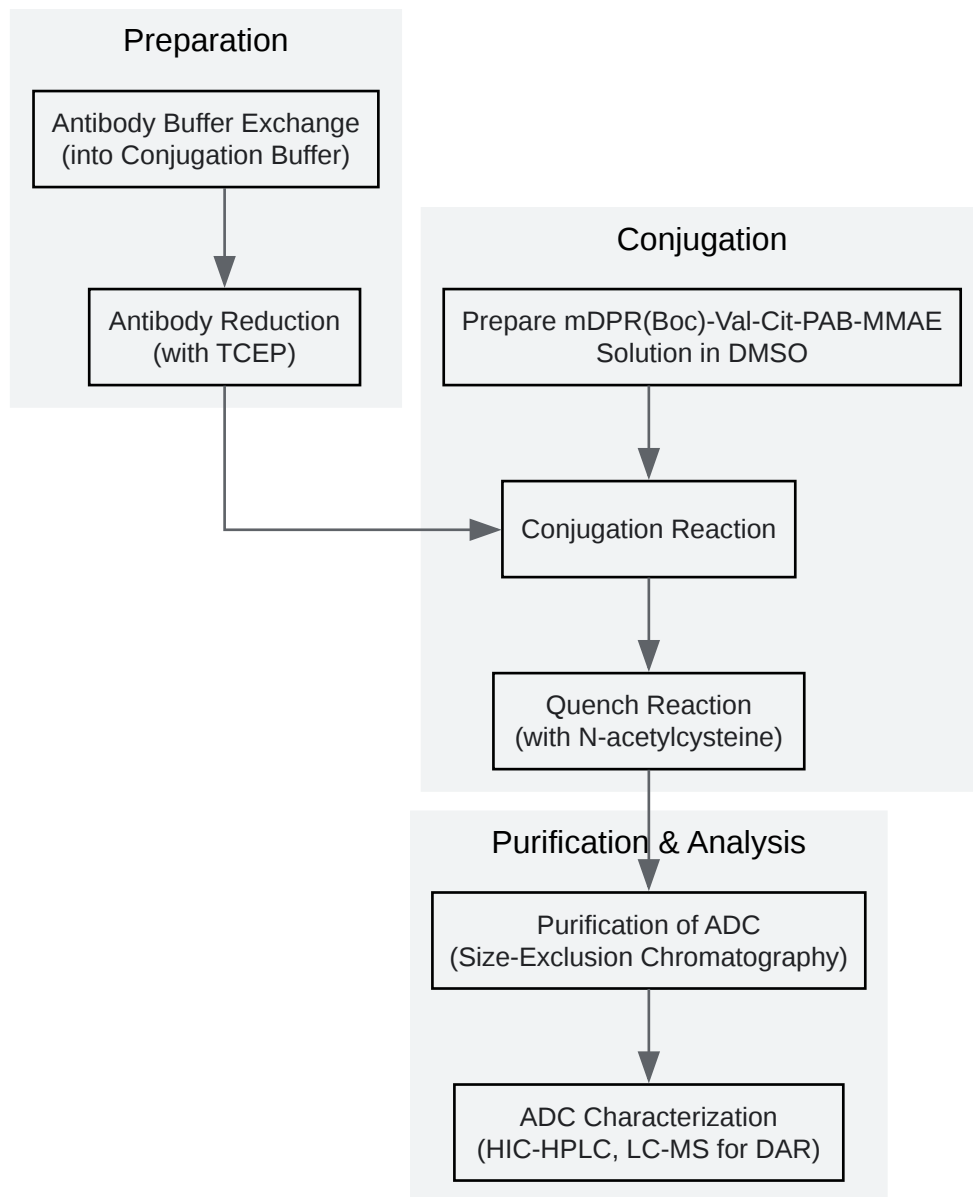 Preparation
Antibody Buffer Exchange
(into Conjugation Buffer)
Antibody Reduction
(with TCEP)
Conjugation
Prepare mDPR(Boc)-Val-Cit-PAB-MMAE
Solution in DMSO
Conjugation Reaction
Quench Reaction
(with N-acetylcysteine)
Purification & Analysis
Purification of ADC
(Size-Exclusion Chromatography)
ADC Characterization
(HIC-HPLC, LC-MS for DAR)